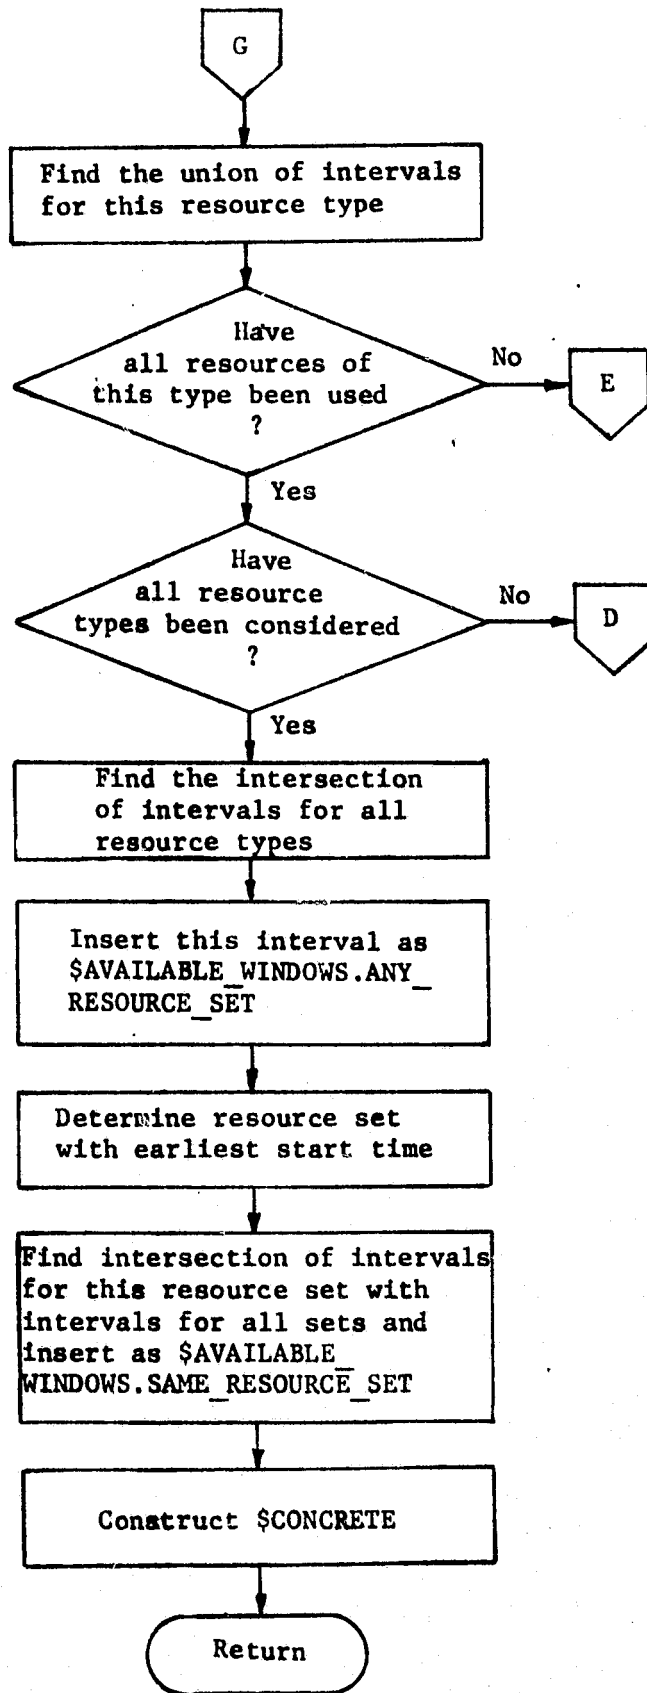 G
Find the union of intervals
for this resource type
Have
all resources of
this type been used
?
No
E
Yes
Have
all resource
types been considered
?
No
D
Yes
Find the intersection
of intervals for all
resource types
Insert this interval as
$AVAILABLE_WINDOWS.ANY_
RESOURCE_SET
Determine resource set
with earliest start time
Find intersection of intervals
for this resource set with
intervals for all sets and
insert as $AVAILABLE_
WINDOWS.SAME_RESOURCE_SET
Construct $CONCRETE
Return